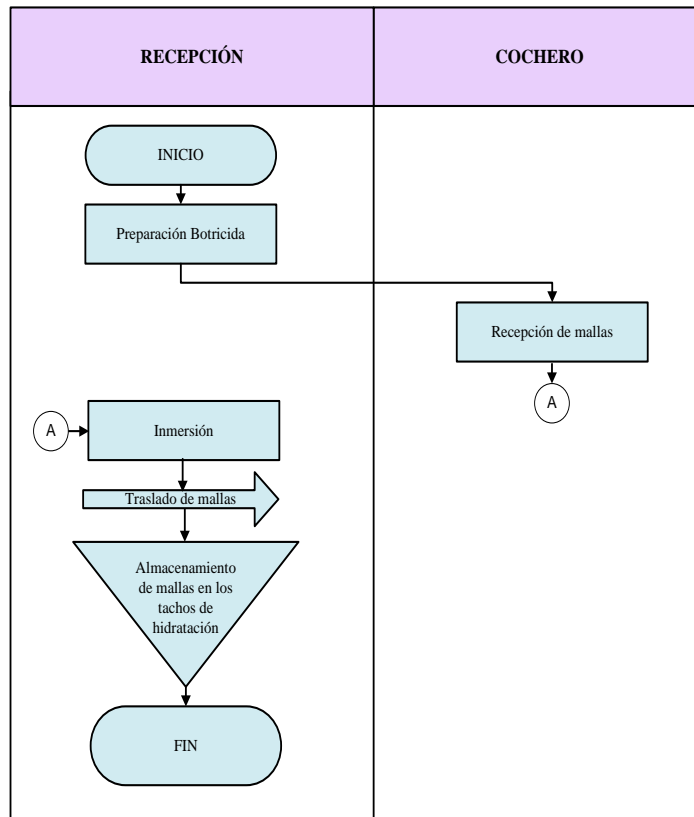 RECEPCIÓN
COCHERO
INICIO
Preparación Botricida
Recepción de mallas
A
A
Inmersión
Traslado de mallas
Almacenamiento
de mallas en los
tachos de
hidratación
FIN